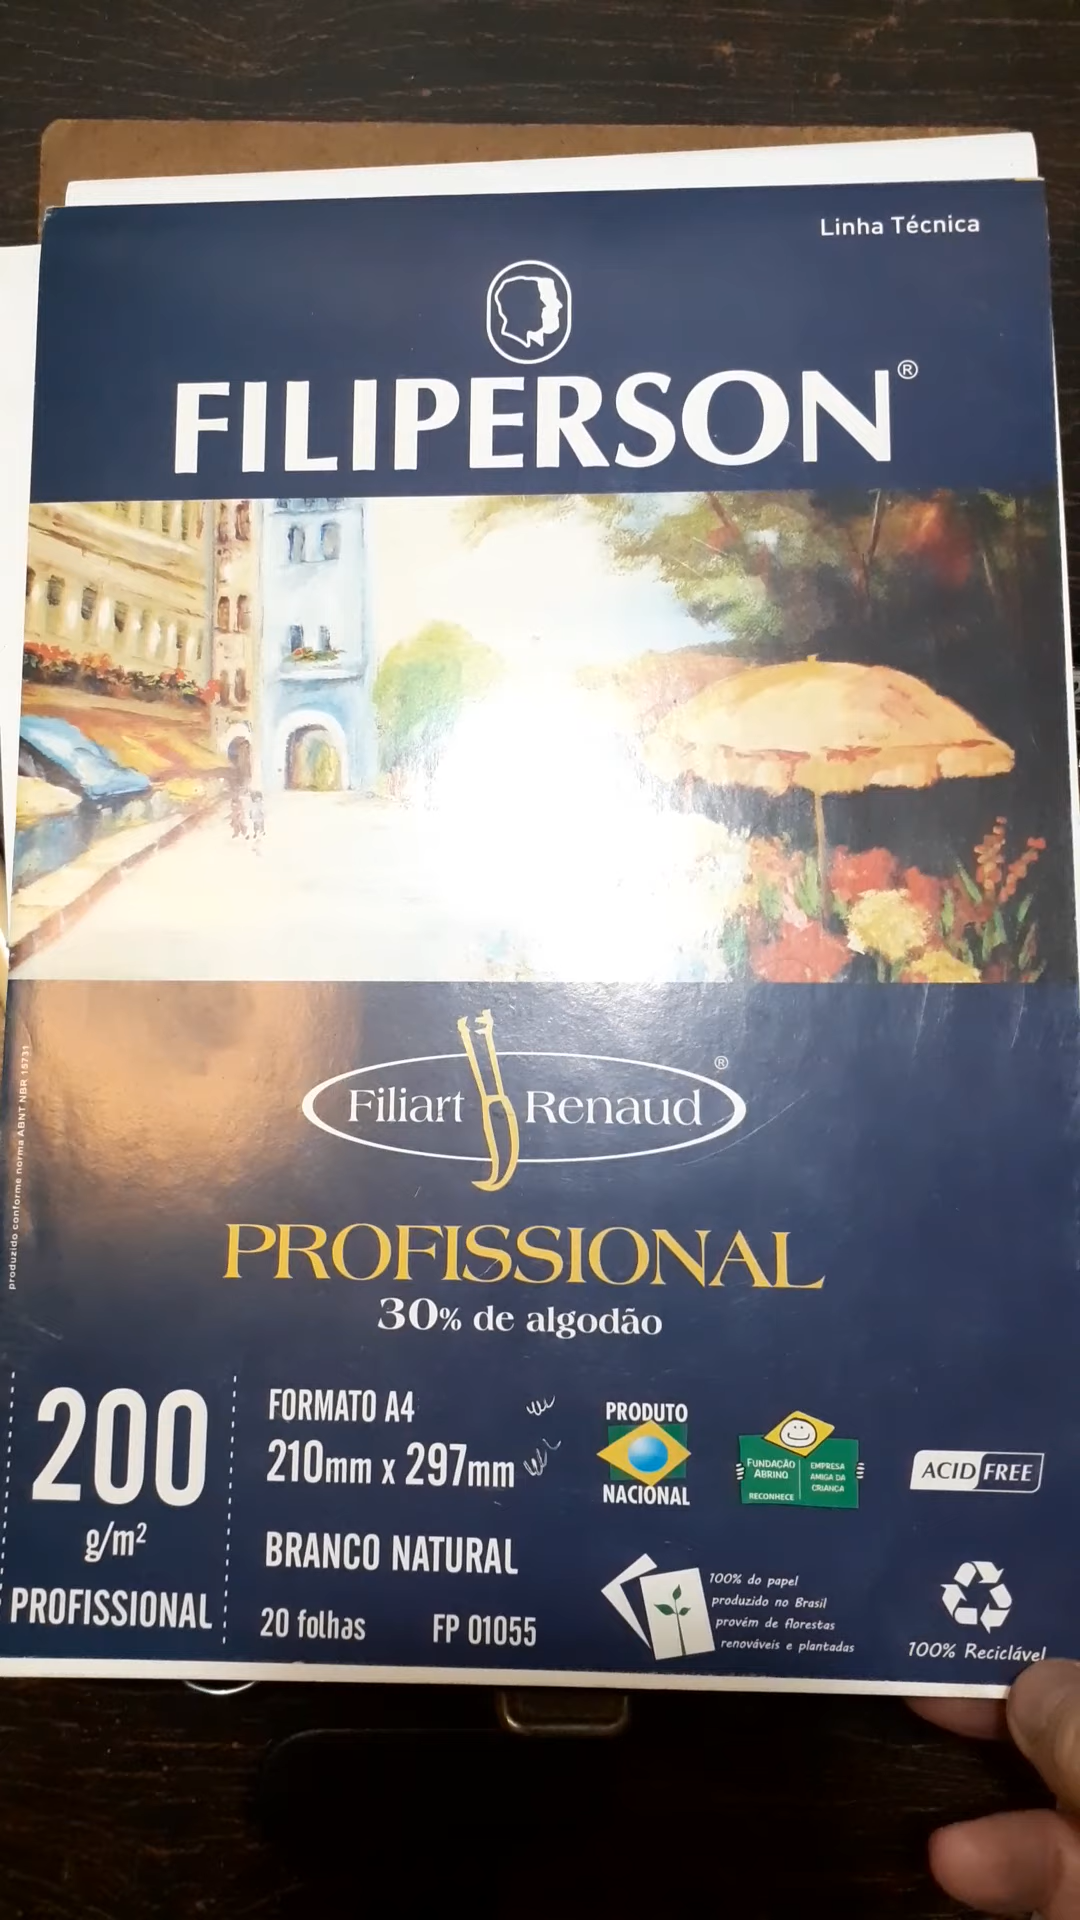 Linha Técnica
FILIPERSON®
Filiart Renaud®
PROFISSIONAL
30% de algodão
produzido conforme norma ABNT NBR 15731
200
g/m²
PROFISSIONAL
FORMATO A4
210mm x 297mm
BRANCO NATURAL
20 folhas FP 01055
PRODUTO
NACIONAL
FUNDAÇÃO
ABRINQ
RECONHECE
EMPRESA
AMIGA DA
CRIANÇA
ACID FREE
100% do papel
produzido no Brasil
provém de florestas
renováveis e plantadas
100% Reciclável